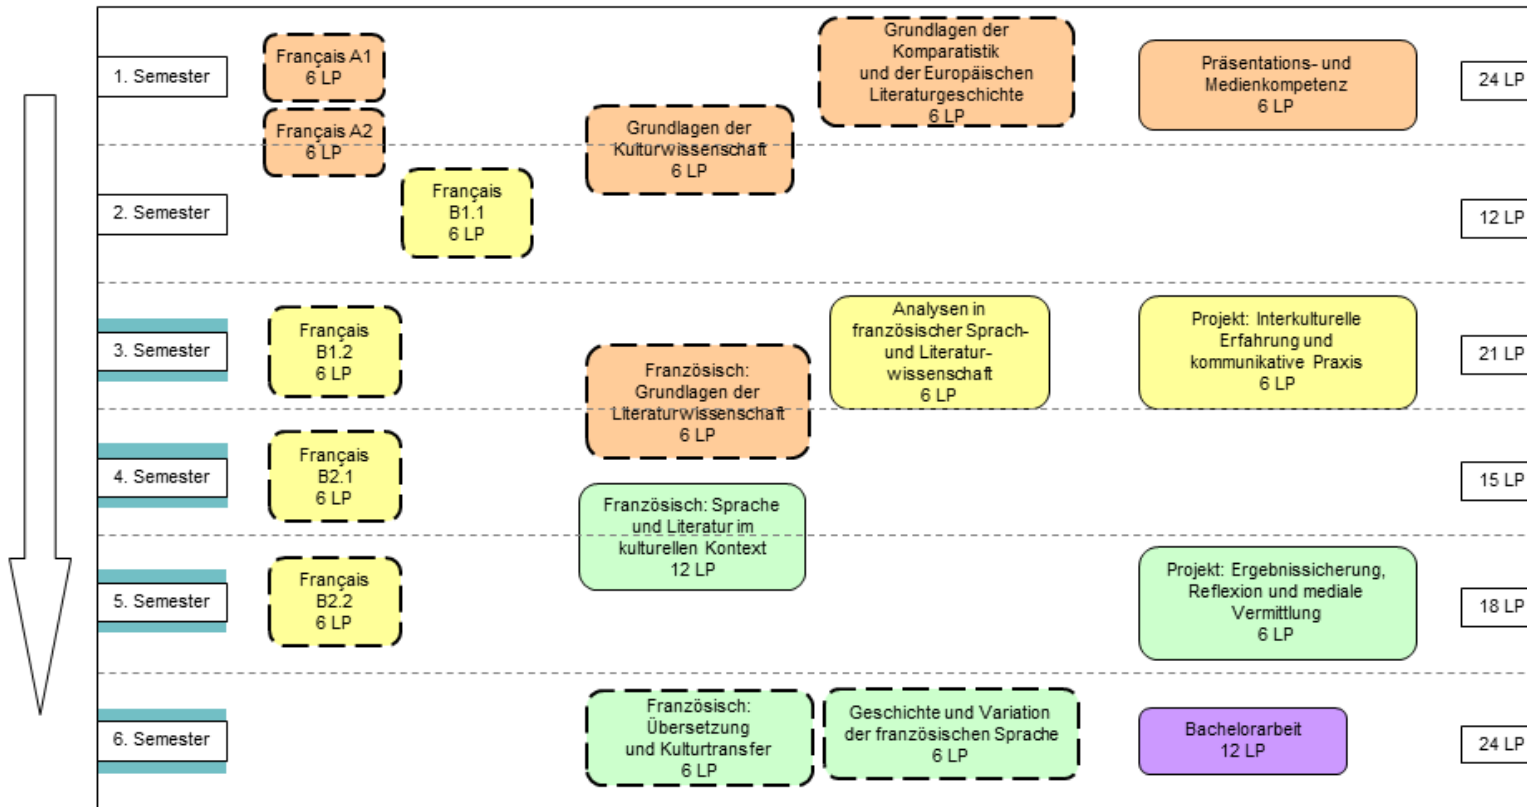 1. Semester
Français A1
6 LP
Grundlagen der
Komparatistik
und der Europäischen
Literaturgeschichte
6 LP
Präsentations- und
Medienkompetenz
6 LP
24 LP
Français A2
6 LP
Grundlagen der
Kulturwissenschaft
6 LP
2. Semester
Français
B1.1
6 LP
12 LP
3. Semester
Français
B1.2
6 LP
Französisch:
Grundlagen der
Literaturwissenschaft
6 LP
Analysen in
französischer Sprach-
und Literatur-
wissenschaft
6 LP
Projekt: Interkulturelle
Erfahrung und
kommunikative Praxis
6 LP
21 LP
4. Semester
Français
B2.1
6 LP
15 LP
Französisch: Sprache
und Literatur im
kulturellen Kontext
12 LP
5. Semester
Français
B2.2
6 LP
Projekt: Ergebnissicherung,
Reflexion und mediale
Vermittlung
6 LP
18 LP
6. Semester
Französisch:
Übersetzung
und Kulturtransfer
6 LP
Geschichte und Variation
der französischen Sprache
6 LP
Bachelorarbeit
12 LP
24 LP